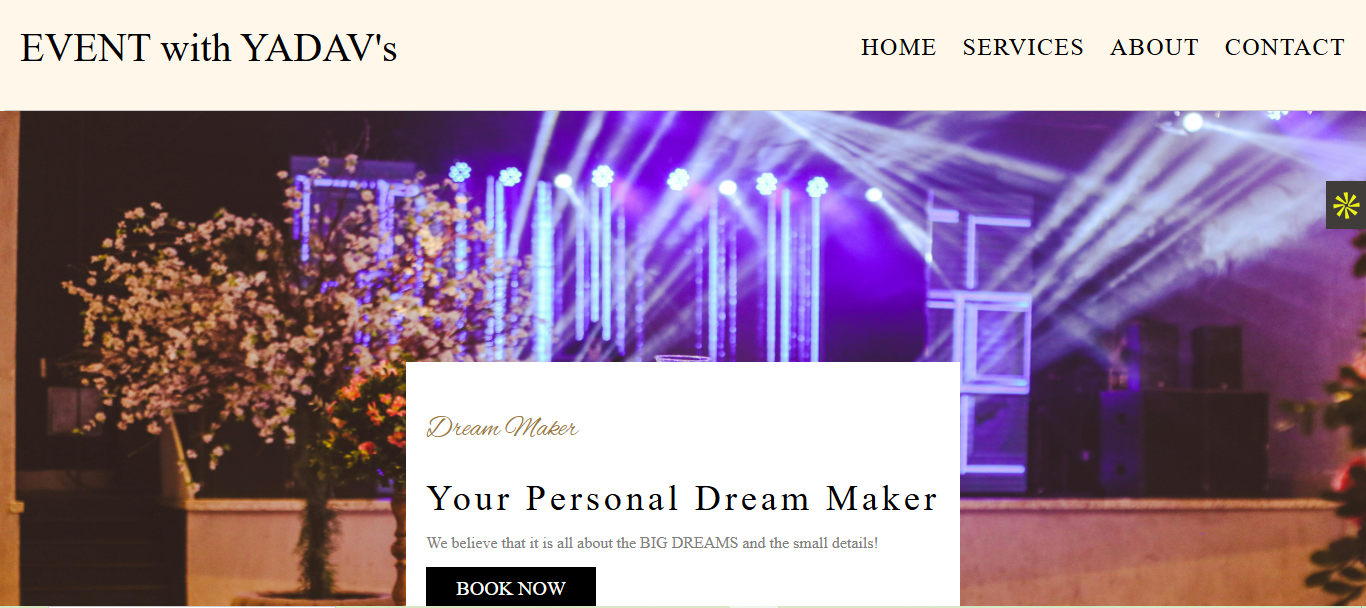 EVENT with YADAV's
HOME SERVICES ABOUT CONTACT
Dream Maker
Your Personal Dream Maker
We believe that it is all about the BIG DREAMS and the small details!
BOOK NOW